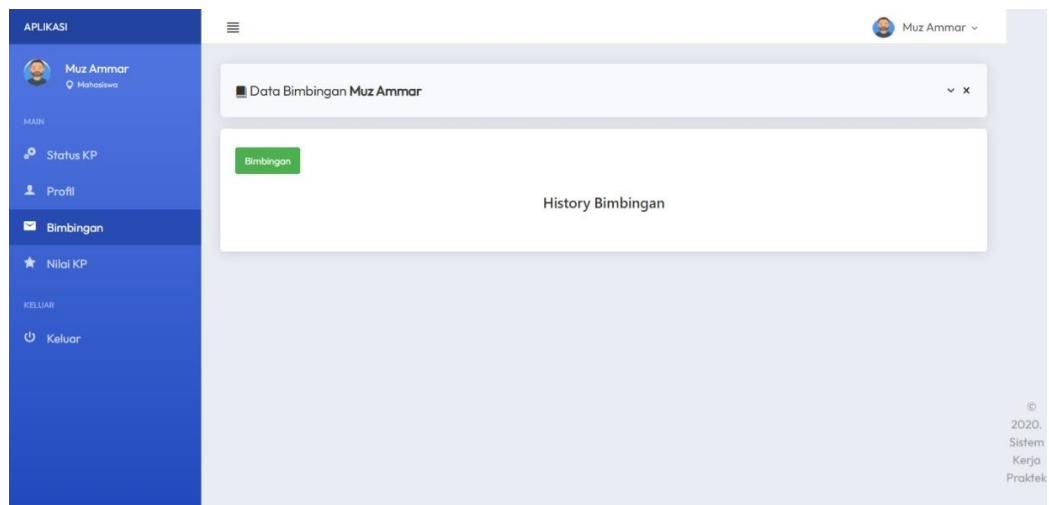 APLIKASI
Muz Ammar
Muz Ammar
Mahasiswa
Data Bimbingan Muz Ammar
x
MAIN
Status KP
Profil
Bimbingan
Nilai KP
KELUAR
Keluar
Bimbingan
History Bimbingan
©
2020.
Sistem
Kerja
Praktek